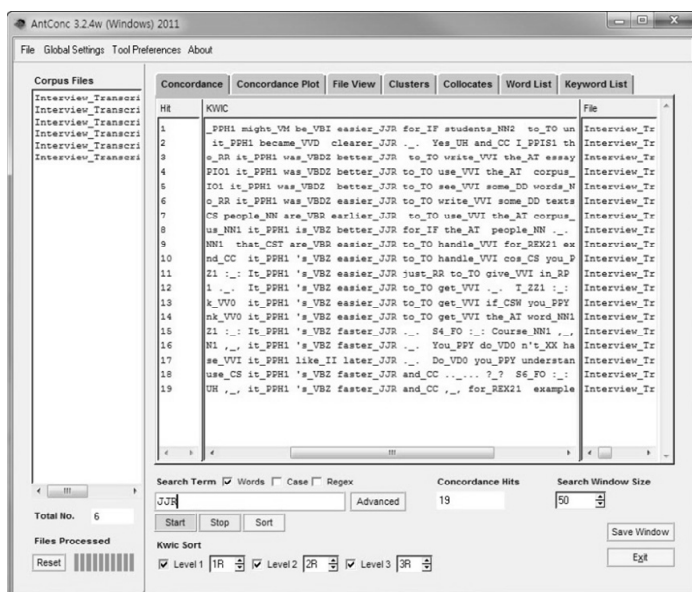 AntConc 3.2.4w (Windows) 2011
File Global Settings Tool Preferences About
Corpus Files
Interview_Transcri
Interview_Transcri
Interview_Transcri
Interview_Transcri
Interview_Transcri
Interview_Transcri
Total No. 6
Files Processed
Reset
Concordance Concordance Plot File View Clusters Collocates Word List Keyword List
Hit KWIC File
1 _PPH1 might_VM be_VBI easier_JJR for_IF students_NN2 to_TO un Interview_Tr
2 it_PPH1 became_VVD clearer_JJR ._. Yes_UH and_CC I_PPIS1 th Interview_Tr
3 o_RR it_PPH1 was_VBDZ better_JJR to_TO write_VVI the_AT essay Interview_Tr
4 PIO1 it_PPH1 was_VBDZ better_JJR to_TO use_VVI the_AT corpus_ Interview_Tr
5 IO1 it_PPH1 was_VBDZ better_JJR to_TO see_VVI some_DD words_N Interview_Tr
6 o_RR it_PPH1 was_VBDZ easier_JJR to_TO write_VVI some_DD texts Interview_Tr
7 CS people_NN are_VBR earlier_JJR to_TO use_VVI the_AT corpus_ Interview_Tr
8 us_NN1 it_PPH1 is_VBZ better_JJR for_IF the_AT people_NN ._. Interview_Tr
9 NN1 that_CST are_VBR easier_JJR to_TO handle_VVI for_REX21 ex Interview_Tr
10 nd_CC it_PPH1 's_VBZ easier_JJR to_TO handle_VVI cos_CS you_P Interview_Tr
11 Z1 :_: It_PPH1 's_VBZ easier_JJR just_RR to_TO give_VVI in_RP Interview_Tr
12 1 ._. It_PPH1 's_VBZ easier_JJR to_TO get_VVI ._. T_ZZ1 :_: Interview_Tr
13 k_VV0 it_PPH1 's_VBZ easier_JJR to_TO get_VVI if_CSW you_PPY Interview_Tr
14 nk_VV0 it_PPH1 's_VBZ easier_JJR to_TO get_VVI the_AT word_NN1 Interview_Tr
15 Z1 :_: It_PPH1 's_VBZ faster_JJR ._. S4_FO :_: Course_NN1 ,_, Interview_Tr
16 N1 ,_, it_PPH1 's_VBZ faster_JJR ._. You_PPY do_VD0 n't_XX ha Interview_Tr
17 se_VVI it_PPH1 like_II later_JJR ._. Do_VD0 you_PPY understan Interview_Tr
18 use_CS it_PPH1 's_VBZ faster_JJR and_CC ..._... ?_? S6_FO :_: Interview_Tr
19 UH ,_, it_PPH1 's_VBZ faster_JJR and_CC ,_, for_REX21 example Interview_Tr
Search Term Words Case Regex
JJR Advanced
Start Stop Sort
Concordance Hits
19
Search Window Size
50
Kwic Sort
Level 1 1R Level 2 2R Level 3 3R
Save Window
Exit